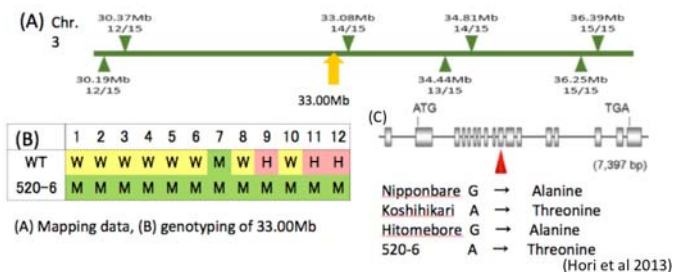 (A) Chr. 3
30.37Mb 12/15
33.08Mb 14/15
34.81Mb 14/15
36.39Mb 15/15
30.19Mb 12/15
33.00Mb
34.44Mb 13/15
36.25Mb 15/15
(B) 1 2 3 4 5 6 7 8 9 10 11 12
WT W W W W W W M W H W H H
520-6 M M M M M M M M M M M M
(A) Mapping data, (B) genotyping of 33.00Mb
(C)
ATG TGA
(7,397 bp)
Nipponbare G → Alanine
Koshihikari A → Threonine
Hitomebore G → Alanine
520-6 A → Threonine
(Hori et al 2013)